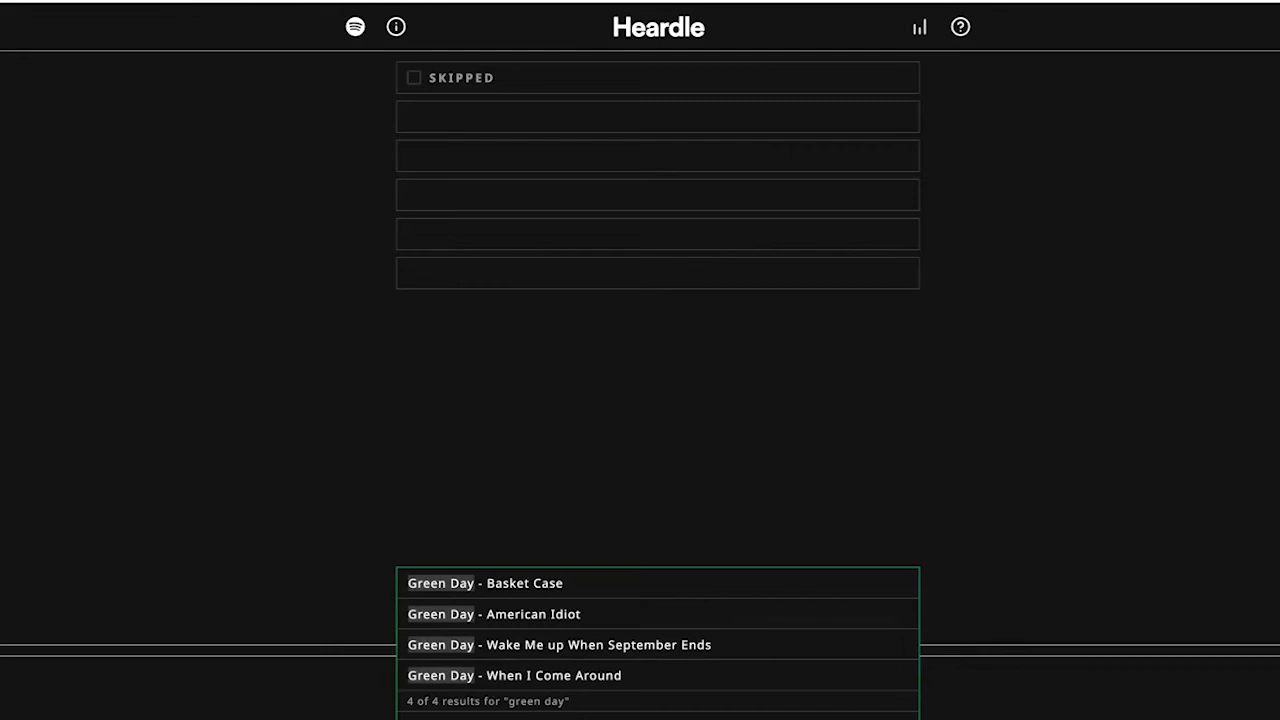 Heardle
SKIPPED
Green Day - Basket Case
Green Day - American Idiot
Green Day - Wake Me up When September Ends
Green Day - When I Come Around
4 of 4 results for "green day"